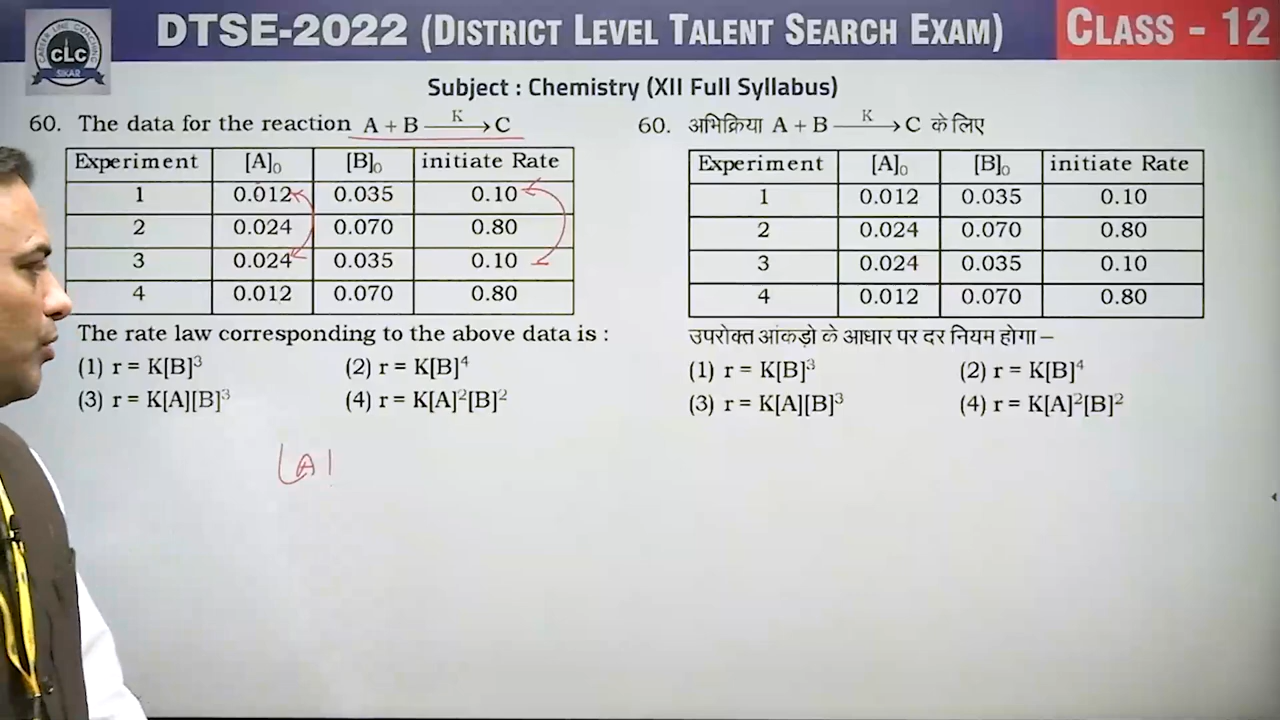 CAREER LINE COACHING
CLC
SIKAR
DTSE-2022 (DISTRICT LEVEL TALENT SEARCH EXAM)
CLASS - 12
Subject : Chemistry (XII Full Syllabus)
60. The data for the reaction A + B —K→ C
Experiment [A]₀ [B]₀ initiate Rate
1 0.012 0.035 0.10
2 0.024 0.070 0.80
3 0.024 0.035 0.10
4 0.012 0.070 0.80
The rate law corresponding to the above data is :
(1) r = K[B]³ (2) r = K[B]⁴
(3) r = K[A][B]³ (4) r = K[A]²[B]²
[A]
60. अभिक्रिया A + B —K→ C के लिए
Experiment [A]₀ [B]₀ initiate Rate
1 0.012 0.035 0.10
2 0.024 0.070 0.80
3 0.024 0.035 0.10
4 0.012 0.070 0.80
उपरोक्त आंकड़ो के आधार पर दर नियम होगा –
(1) r = K[B]³ (2) r = K[B]⁴
(3) r = K[A][B]³ (4) r = K[A]²[B]²